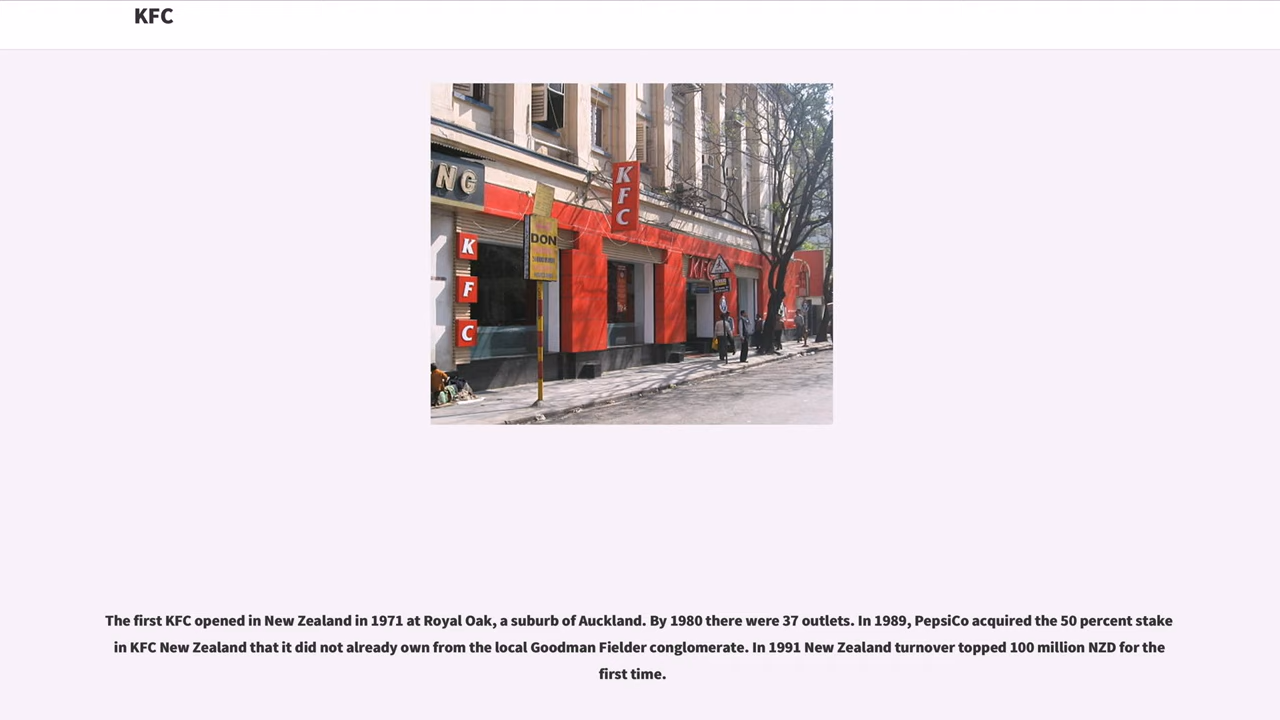 KFC
NG
K
F
C
DON
K
F
C
KFC
The first KFC opened in New Zealand in 1971 at Royal Oak, a suburb of Auckland. By 1980 there were 37 outlets. In 1989, PepsiCo acquired the 50 percent stake
in KFC New Zealand that it did not already own from the local Goodman Fielder conglomerate. In 1991 New Zealand turnover topped 100 million NZD for the
first time.